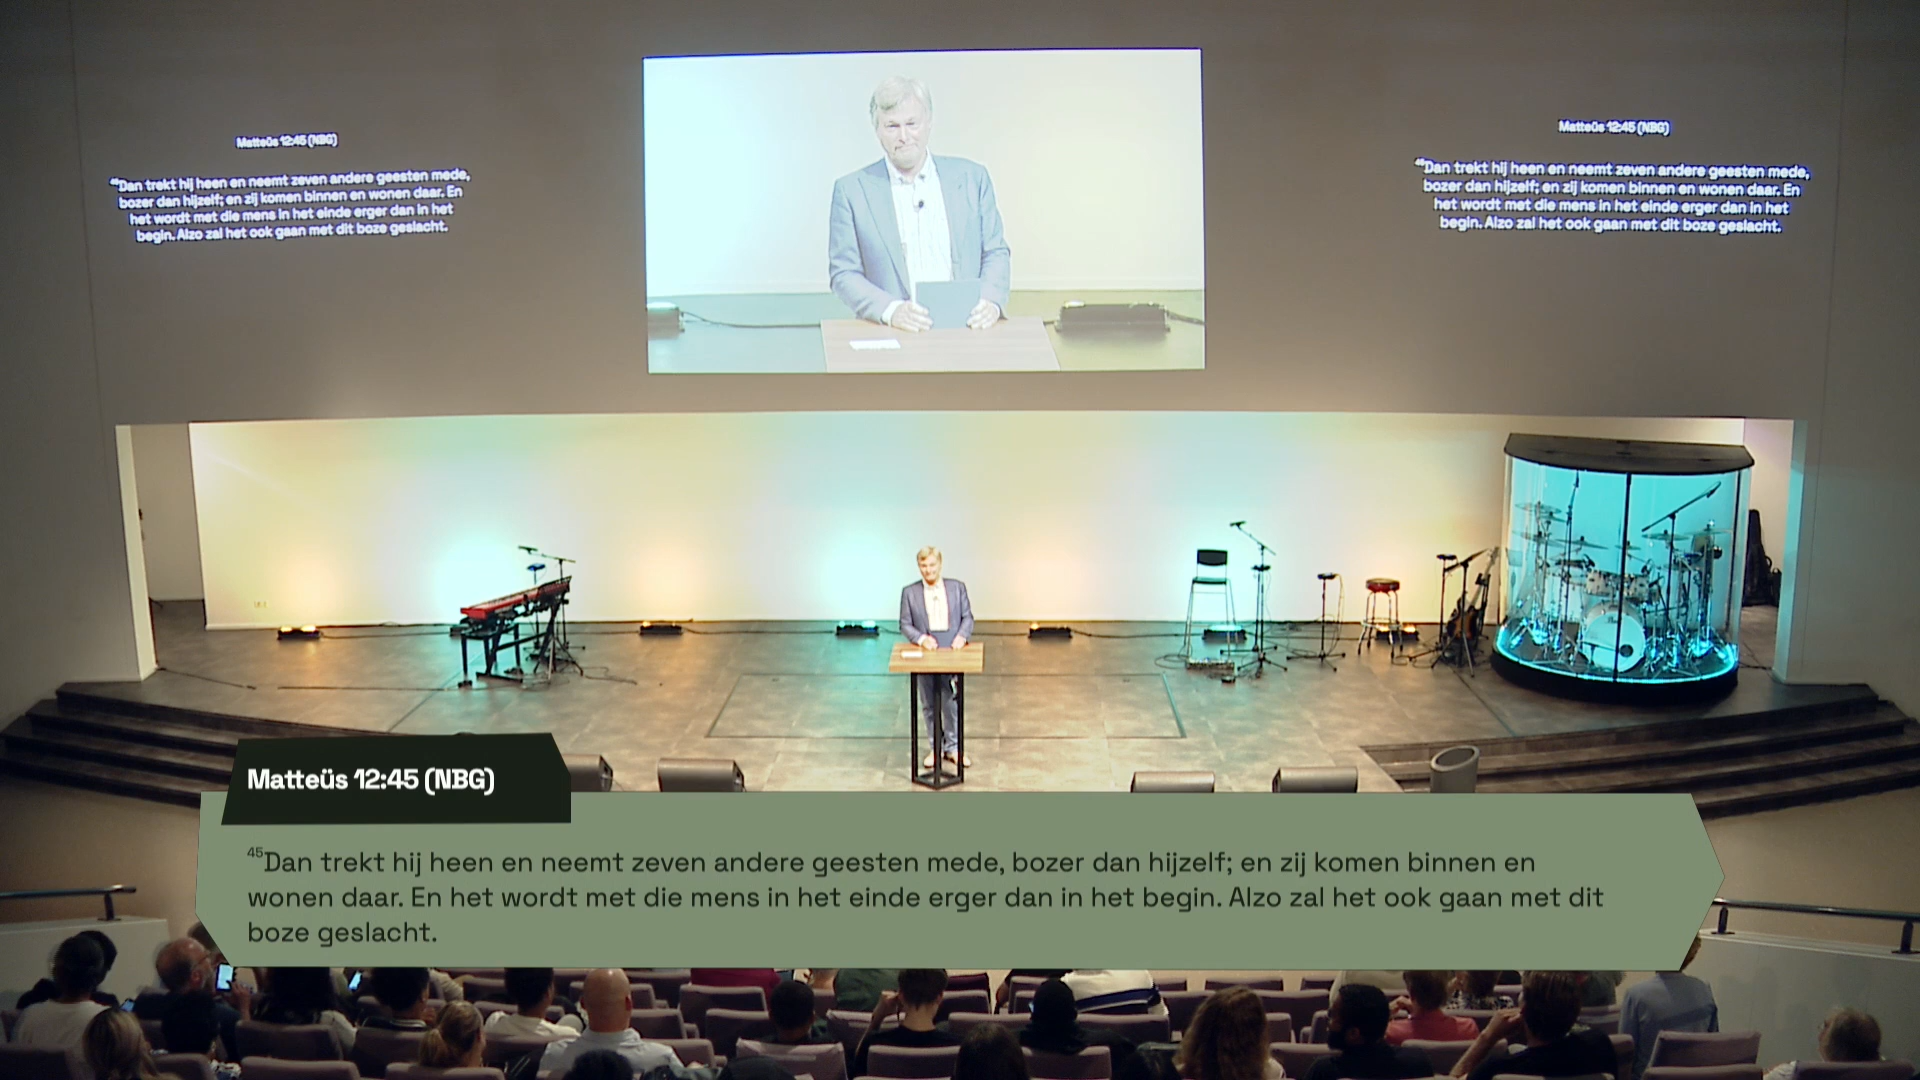 Matteüs 12:45 (NBG)
⁴⁵Dan trekt hij heen en neemt zeven andere geesten mede,
bozer dan hijzelf; en zij komen binnen en wonen daar. En
het wordt met die mens in het einde erger dan in het
begin. Alzo zal het ook gaan met dit boze geslacht.
Matteüs 12:45 (NBG)
⁴⁵Dan trekt hij heen en neemt zeven andere geesten mede,
bozer dan hijzelf; en zij komen binnen en wonen daar. En
het wordt met die mens in het einde erger dan in het
begin. Alzo zal het ook gaan met dit boze geslacht.
Matteüs 12:45 (NBG)
⁴⁵Dan trekt hij heen en neemt zeven andere geesten mede, bozer dan hijzelf; en zij komen binnen en
wonen daar. En het wordt met die mens in het einde erger dan in het begin. Alzo zal het ook gaan met dit
boze geslacht.